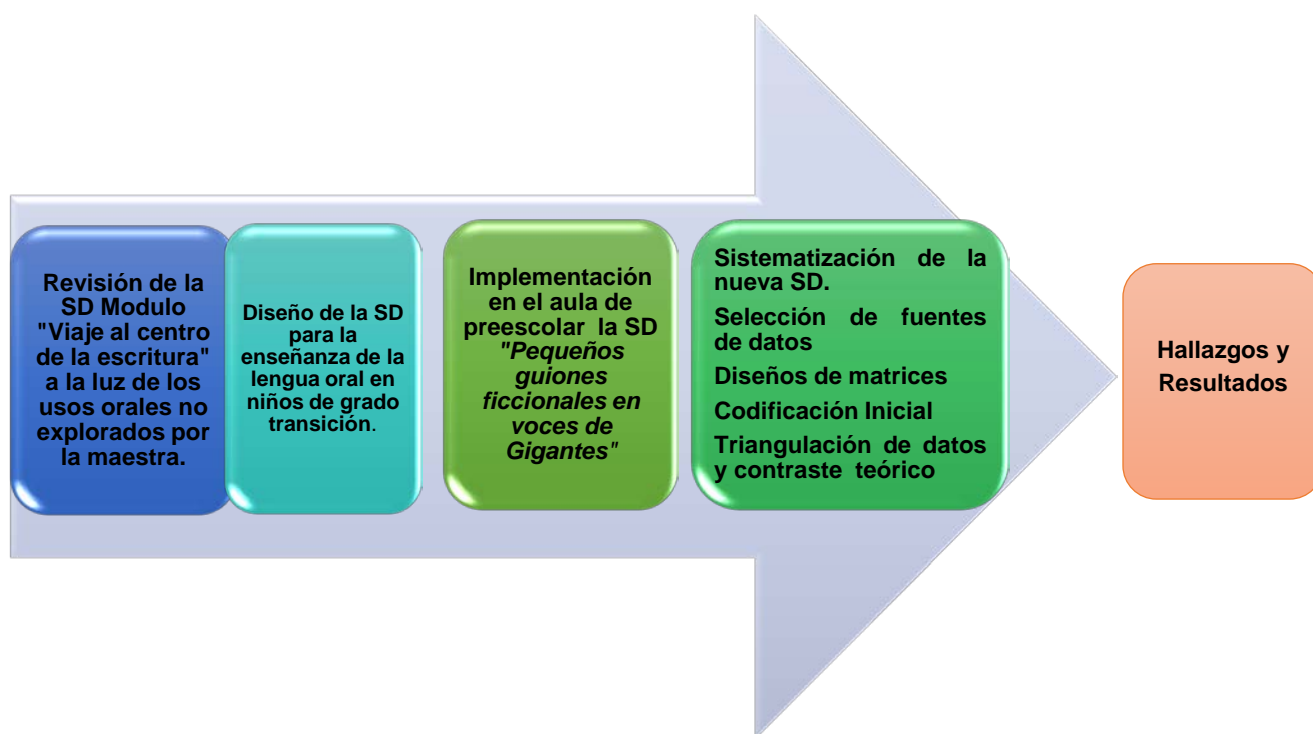 Revisión de la
SD Modulo
"Viaje al centro
de la escritura"
a la luz de los
usos orales no
explorados por
la maestra.
Diseño de la SD
para la
enseñanza de la
lengua oral en
niños de grado
transición.
Implementación
en el aula de
preescolar la SD
"Pequeños
guiones
ficcionales en
voces de
Gigantes"
Sistematización de la
nueva SD.
Selección de fuentes
de datos
Diseños de matrices
Codificación Inicial
Triangulación de datos
y contraste teórico
Hallazgos y
Resultados